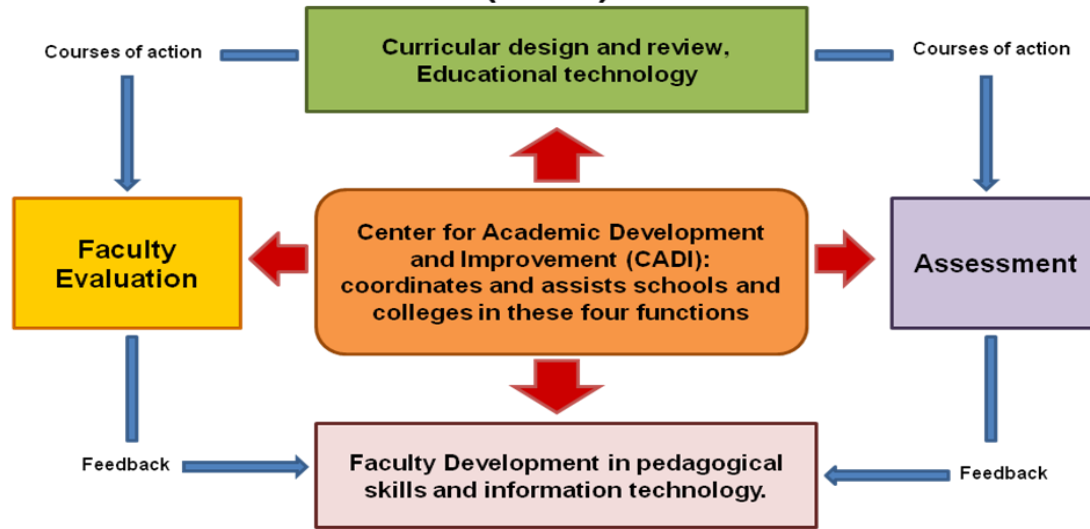 Courses of action
Curricular design and review,
Educational technology
Courses of action
Faculty
Evaluation
Center for Academic Development
and Improvement (CADI):
coordinates and assists schools and
colleges in these four functions
Assessment
Feedback
Faculty Development in pedagogical
skills and information technology.
Feedback